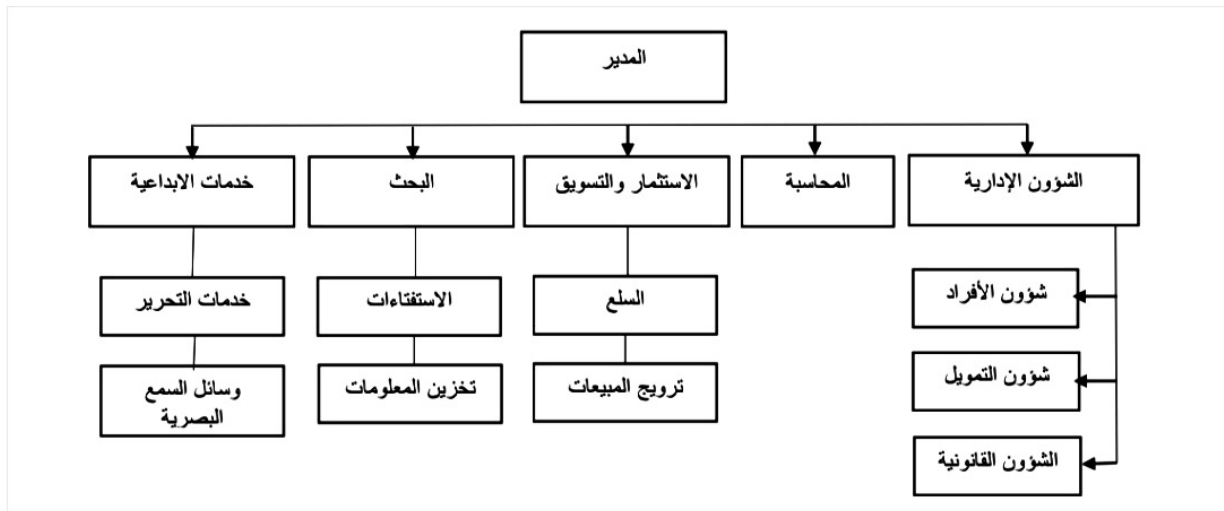 المدير
الشؤون الإدارية
المحاسبة
الاستثمار والتسويق
البحث
خدمات الابداعية
شؤون الأفراد
السلع
الاستفتاءات
خدمات التحرير
شؤون التمويل
ترويج المبيعات
تخزين المعلومات
وسائل السمع
البصرية
الشؤون القانونية